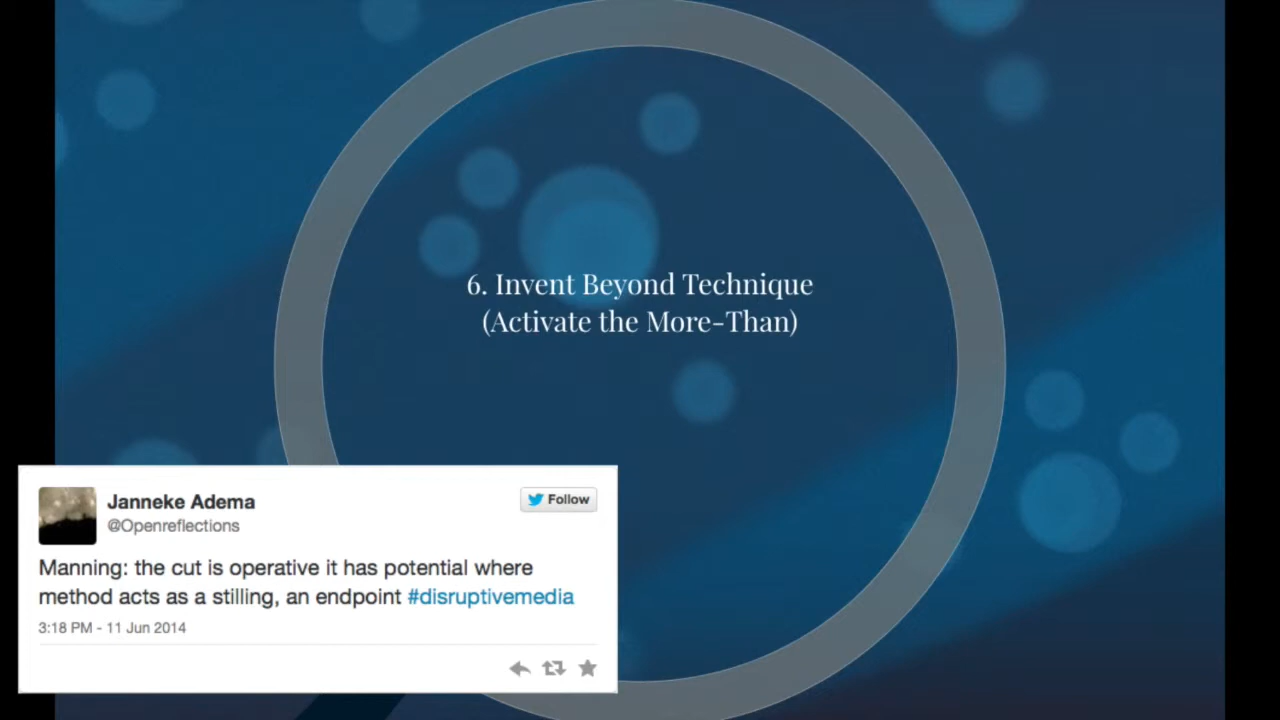 6. Invent Beyond Technique
(Activate the More-Than)
Janneke Adema
Follow
@Openreflections
Manning: the cut is operative it has potential where
method acts as a stilling, an endpoint #disruptivemedia
3:18 PM - 11 Jun 2014